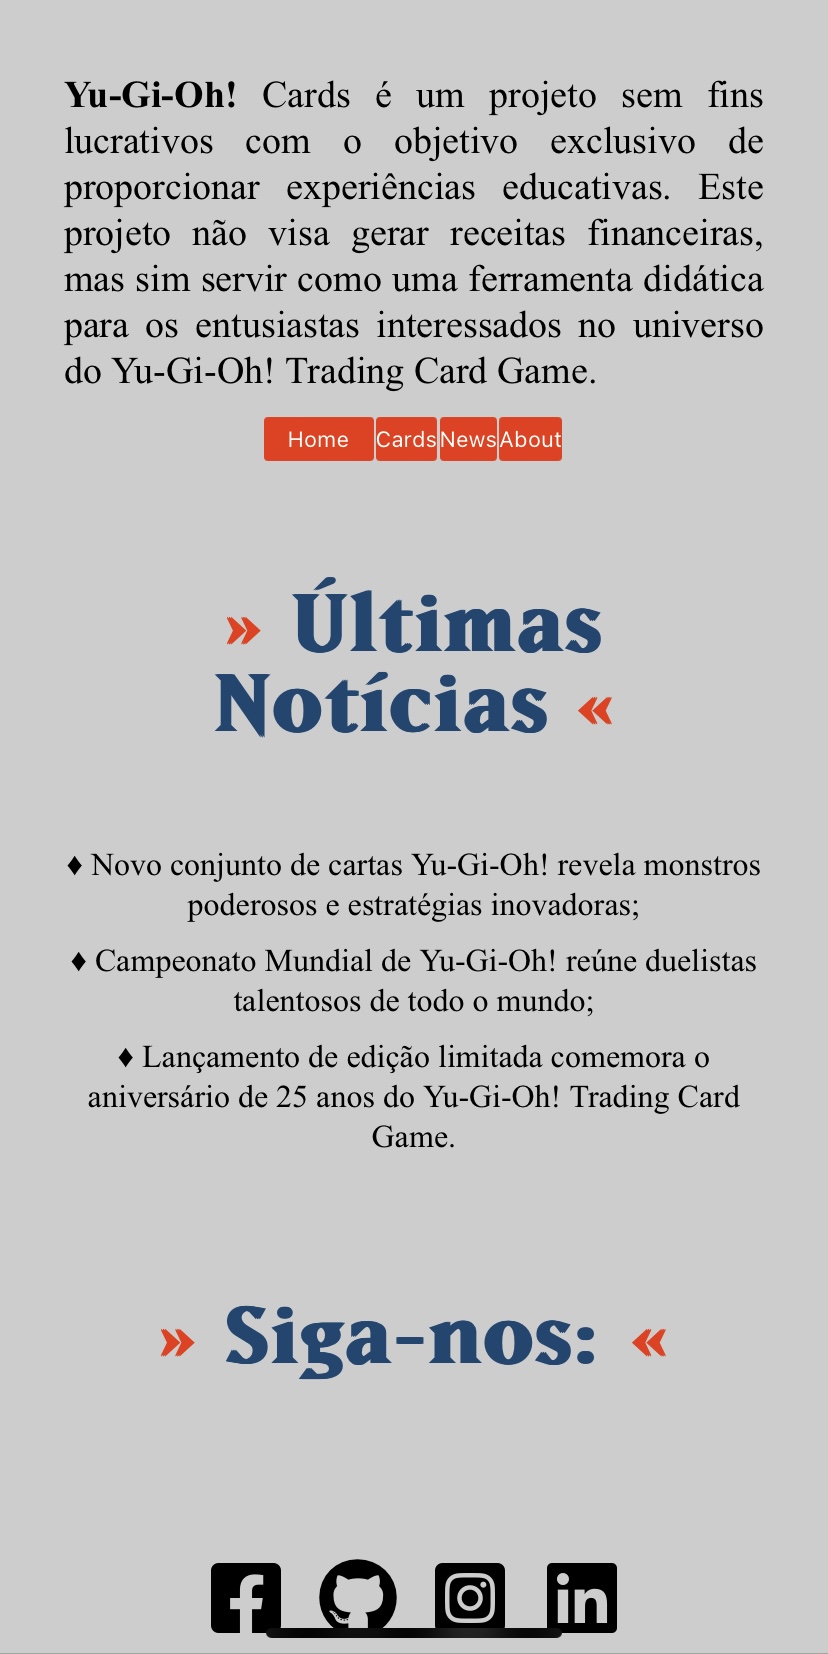 Yu-Gi-Oh! Cards é um projeto sem fins
lucrativos com o objetivo exclusivo de
proporcionar experiências educativas. Este
projeto não visa gerar receitas financeiras,
mas sim servir como uma ferramenta didática
para os entusiastas interessados no universo
do Yu-Gi-Oh! Trading Card Game.
Home Cards News About
» Últimas
Notícias «
♦ Novo conjunto de cartas Yu-Gi-Oh! revela monstros
poderosos e estratégias inovadoras;
♦ Campeonato Mundial de Yu-Gi-Oh! reúne duelistas
talentosos de todo o mundo;
♦ Lançamento de edição limitada comemora o
aniversário de 25 anos do Yu-Gi-Oh! Trading Card
Game.
» Siga-nos: «